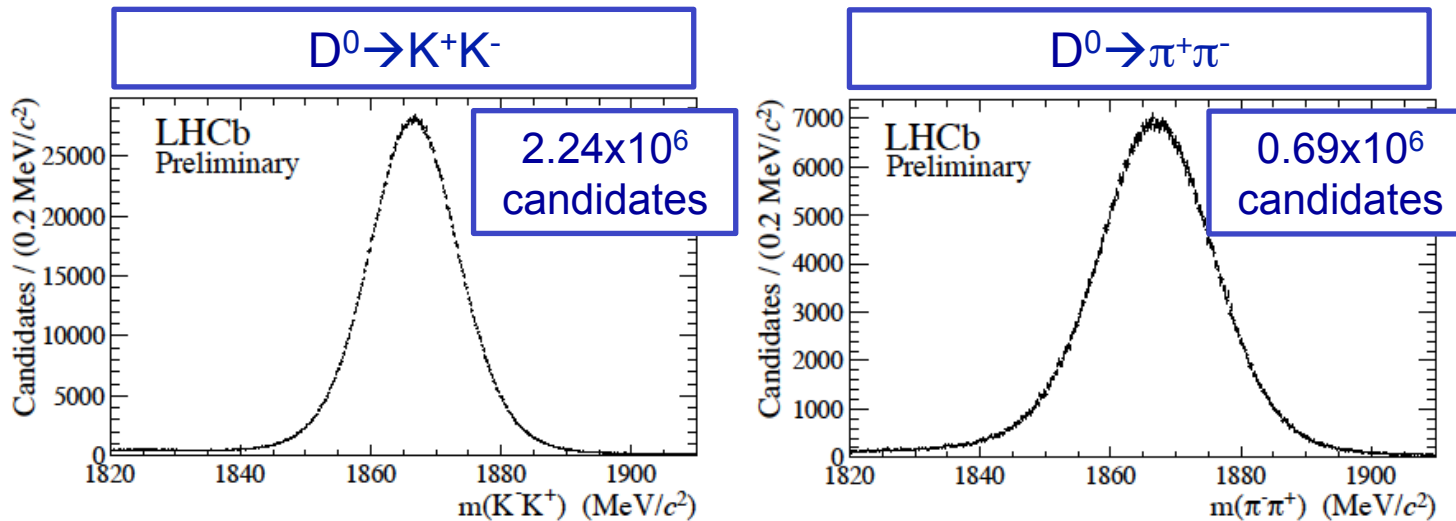 D⁰→K⁺K⁻
LHCb
Preliminary
2.24x10⁶
candidates
Candidates / (0.2 MeV/c²)
25000
20000
15000
10000
5000
0
1820 1840 1860 1880 1900
m(K⁻K⁺) (MeV/c²)
D⁰→π⁺π⁻
LHCb
Preliminary
0.69x10⁶
candidates
Candidates / (0.2 MeV/c²)
7000
6000
5000
4000
3000
2000
1000
0
1820 1840 1860 1880 1900
m(π⁻π⁺) (MeV/c²)